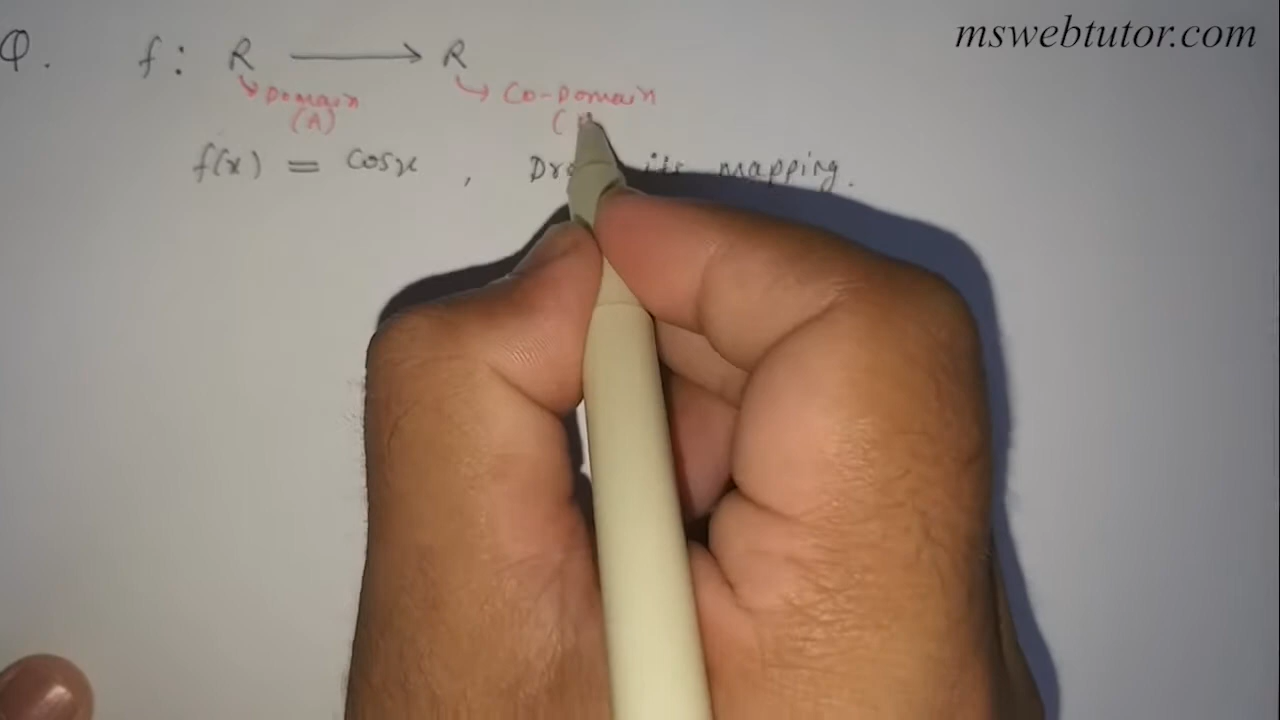 mswebtutor.com
Q. f: R ⟶ R
Domain Co-Domain
(A) (
f(x) = cosx , its mapping.